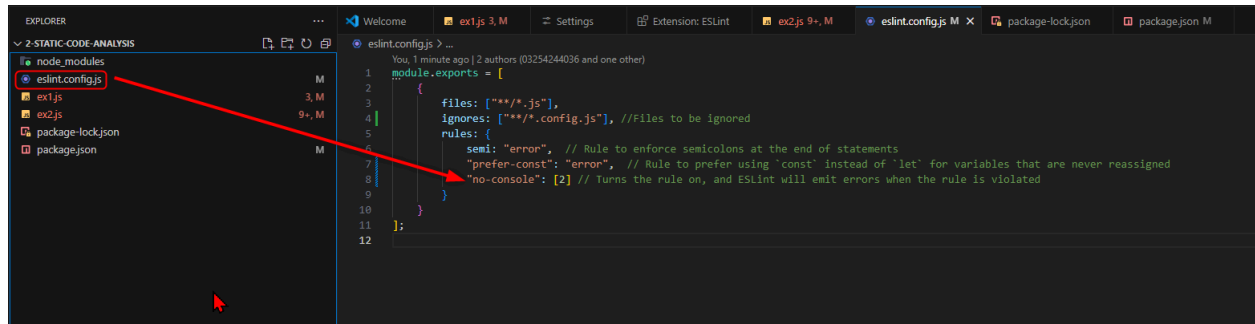 EXPLORER ...
Welcome ex1.js 3, M Settings Extension: ESLint ex2.js 9+, M eslint.config.js M × package-lock.json package.json M
2-STATIC-CODE-ANALYSIS
node_modules
eslint.config.js M
ex1.js 3, M
ex2.js 9+, M
package-lock.json
package.json M
eslint.config.js > ...
You, 1 minute ago | 2 authors (03254244036 and one other)
1 module.exports = [
2 {
3 files: ["**/*.js"],
4 ignores: ["**/*.config.js"], //Files to be ignored
5 rules: {
6 semi: "error", // Rule to enforce semicolons at the end of statements
7 "prefer-const": "error", // Rule to prefer using `const` instead of `let` for variables that are never reassigned
8 "no-console": [2] // Turns the rule on, and ESLint will emit errors when the rule is violated
9 }
10 }
11 ];
12